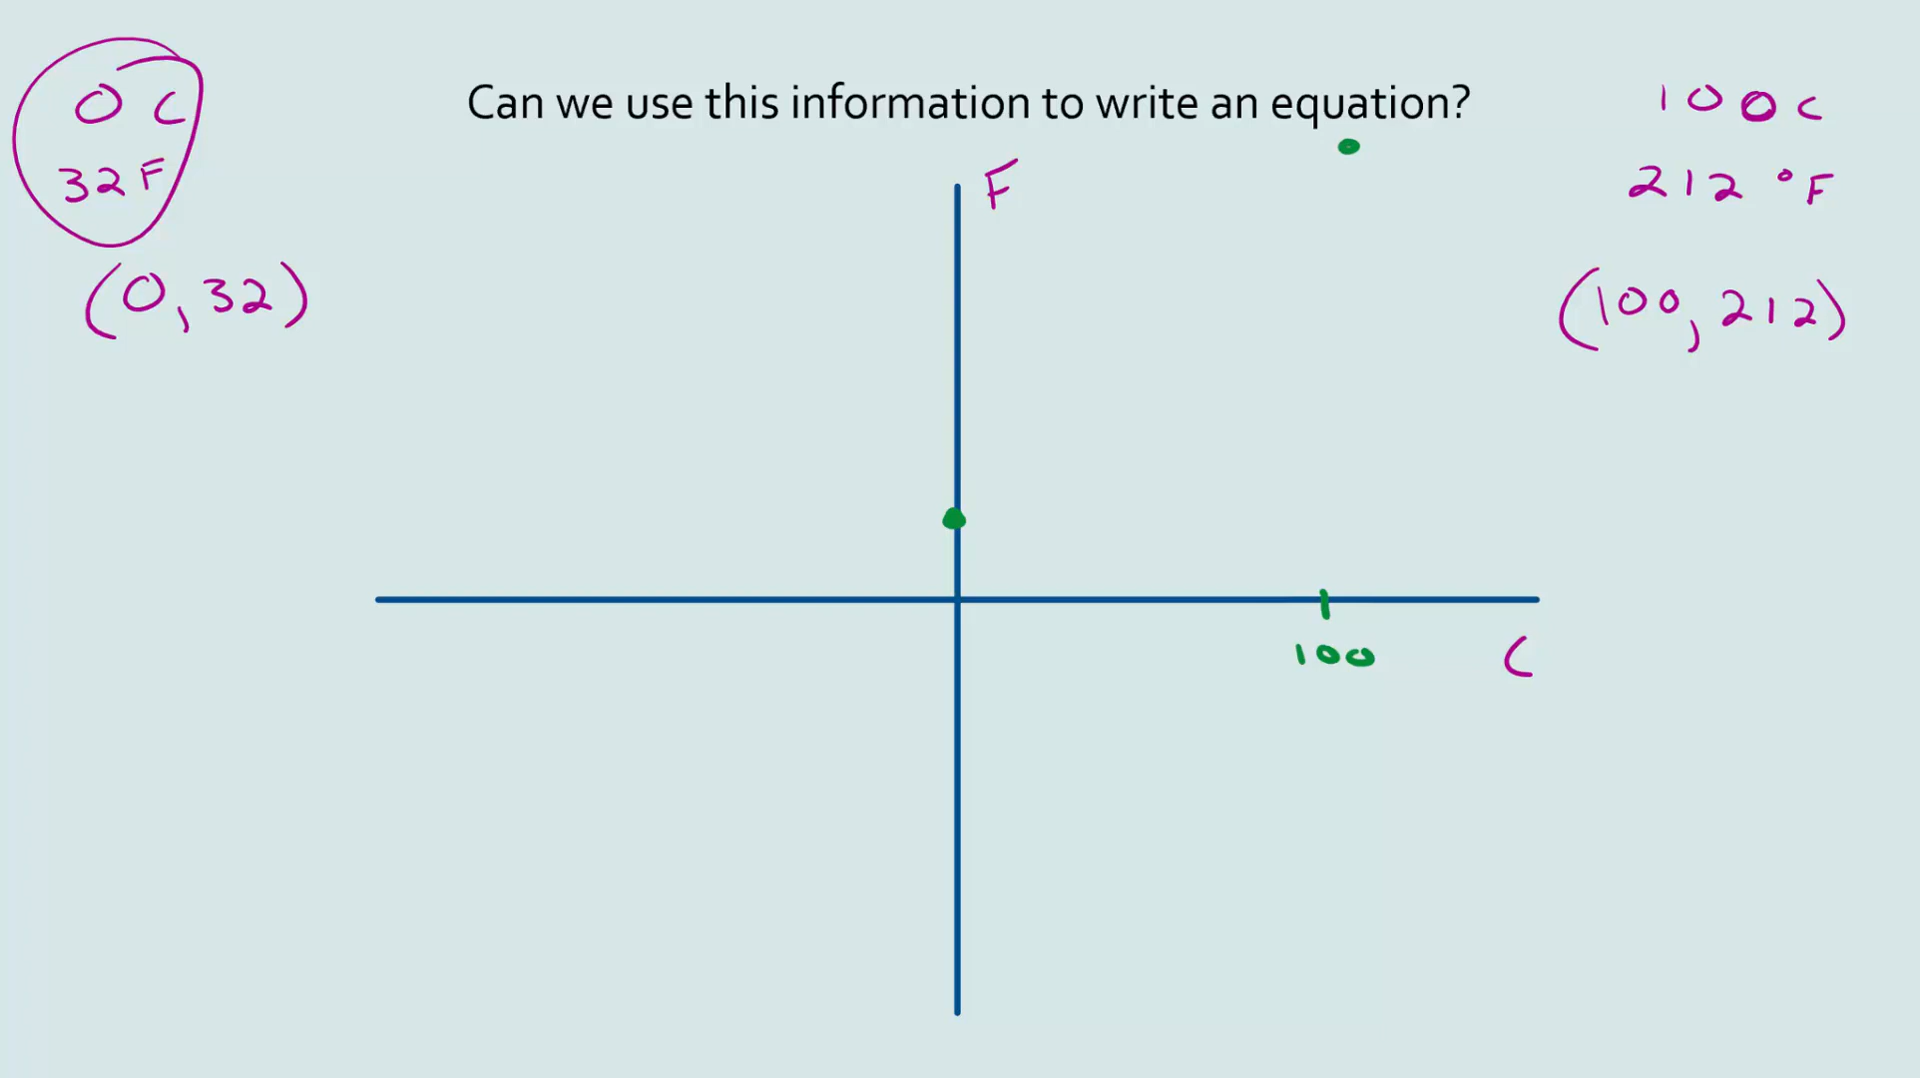 Can we use this information to write an equation?
0 C
32 F
(0, 32)
100 C
212 °F
(100, 212)
F
100
C